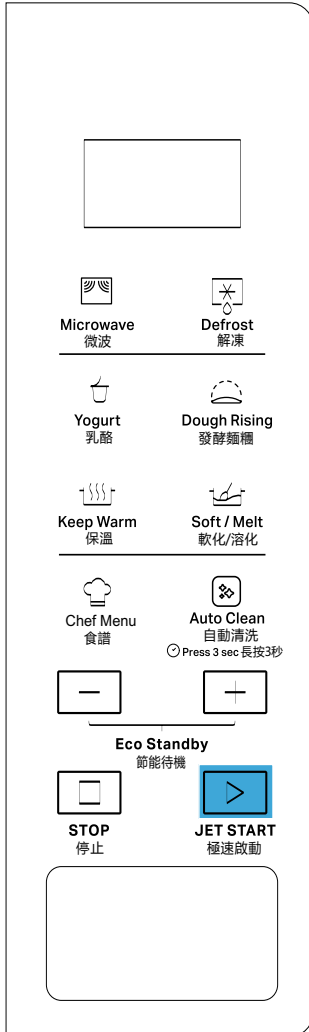 Microwave
微波
Defrost
解凍
Yogurt
乳酪
Dough Rising
發酵麵糰
Keep Warm
保溫
Soft / Melt
軟化/溶化
Chef Menu
食譜
Auto Clean
自動清洗
Press 3 sec 長按3秒
Eco Standby
節能待機
STOP
停止
JET START
極速啟動